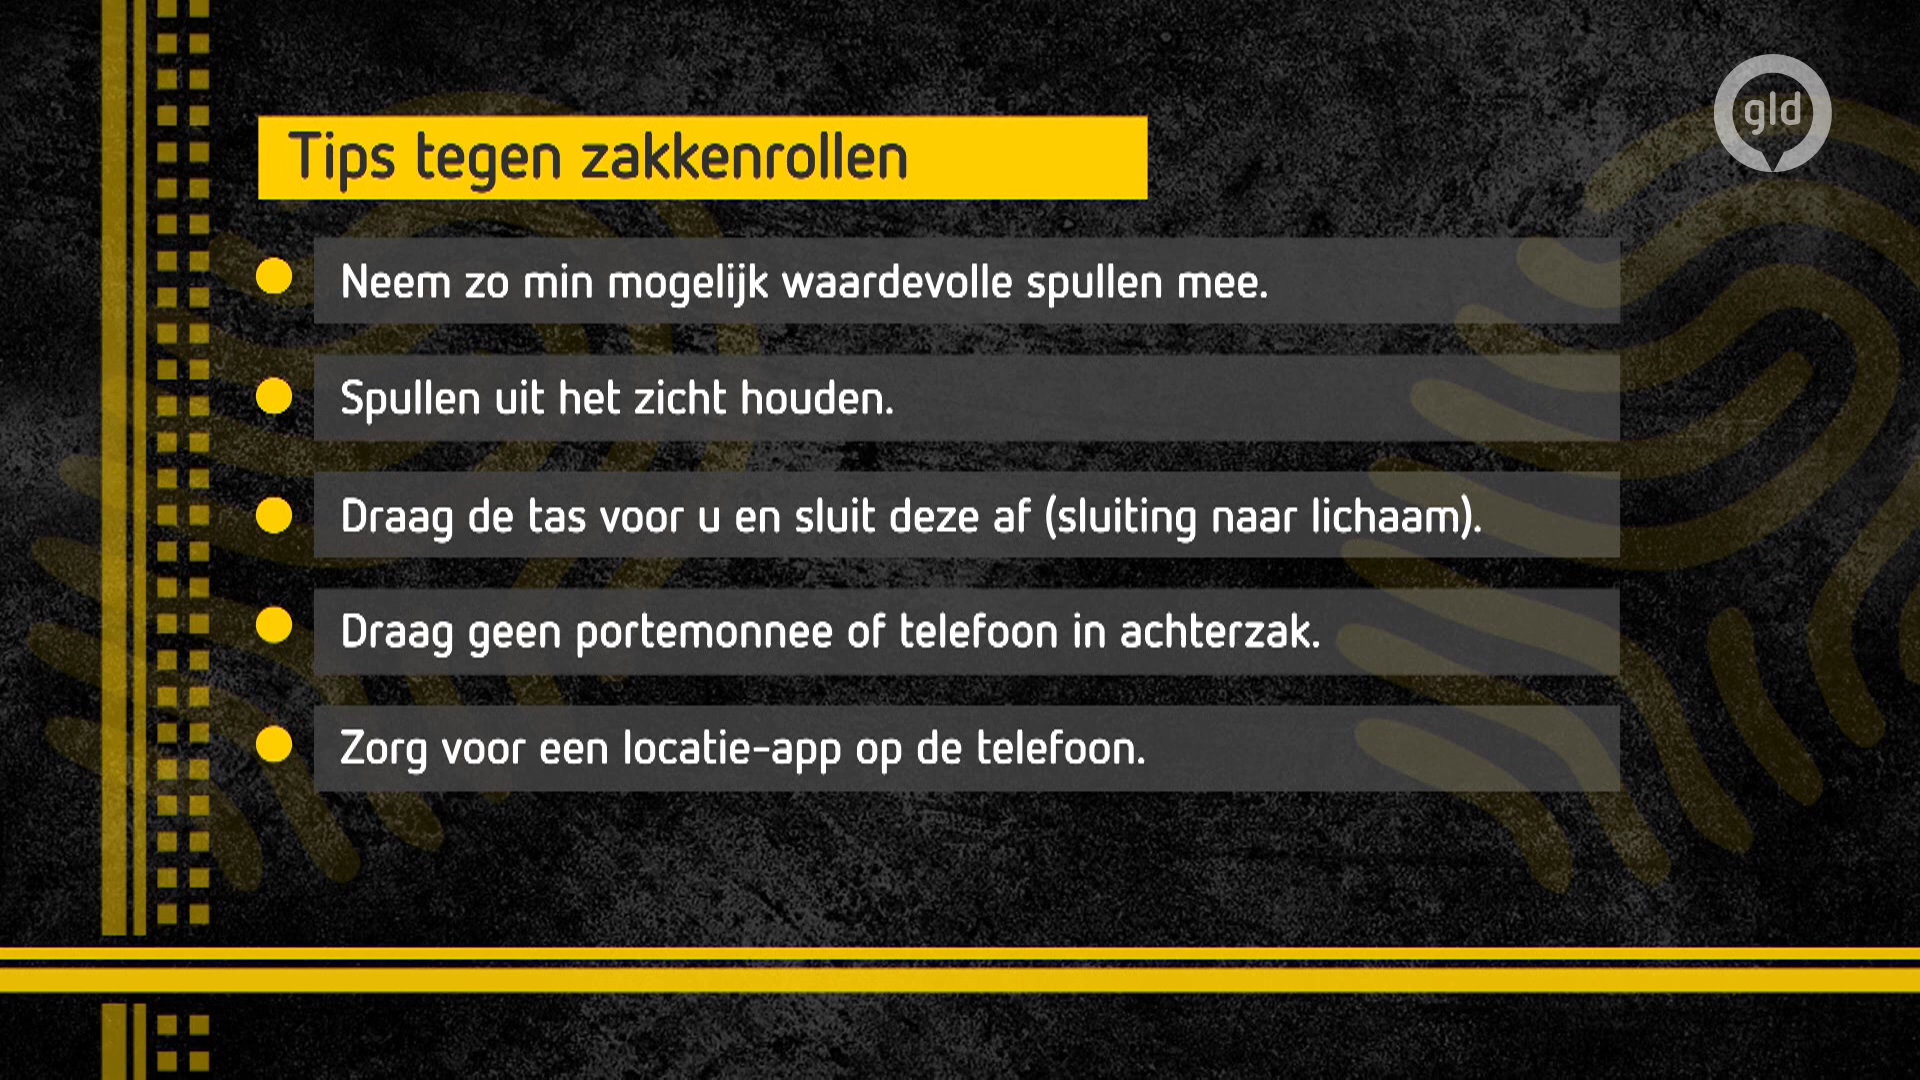 gld
Tips tegen zakkenrollen
Neem zo min mogelijk waardevolle spullen mee.
Spullen uit het zicht houden.
Draag de tas voor u en sluit deze af (sluiting naar lichaam).
Draag geen portemonnee of telefoon in achterzak.
Zorg voor een locatie-app op de telefoon.